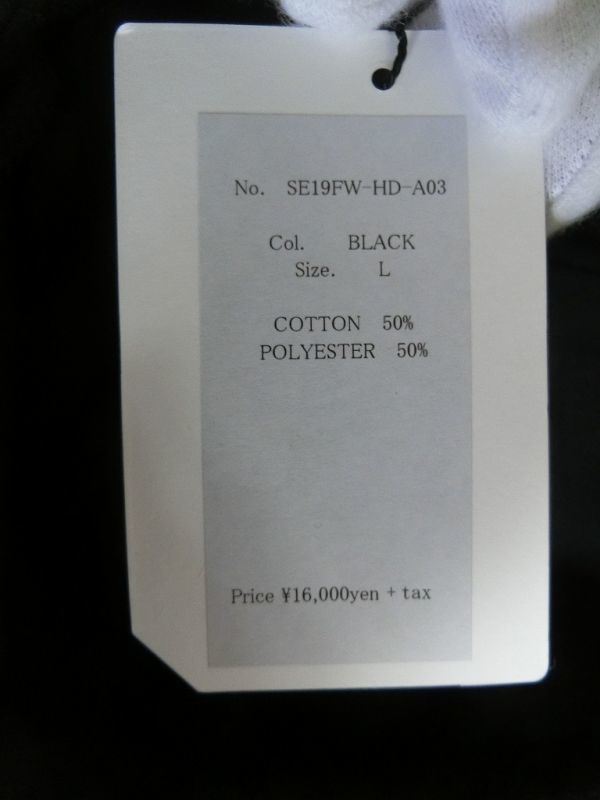 No. SE19FW-HD-A03
Col. BLACK
Size. L
COTTON 50%
POLYESTER 50%
Price ¥16,000yen + tax